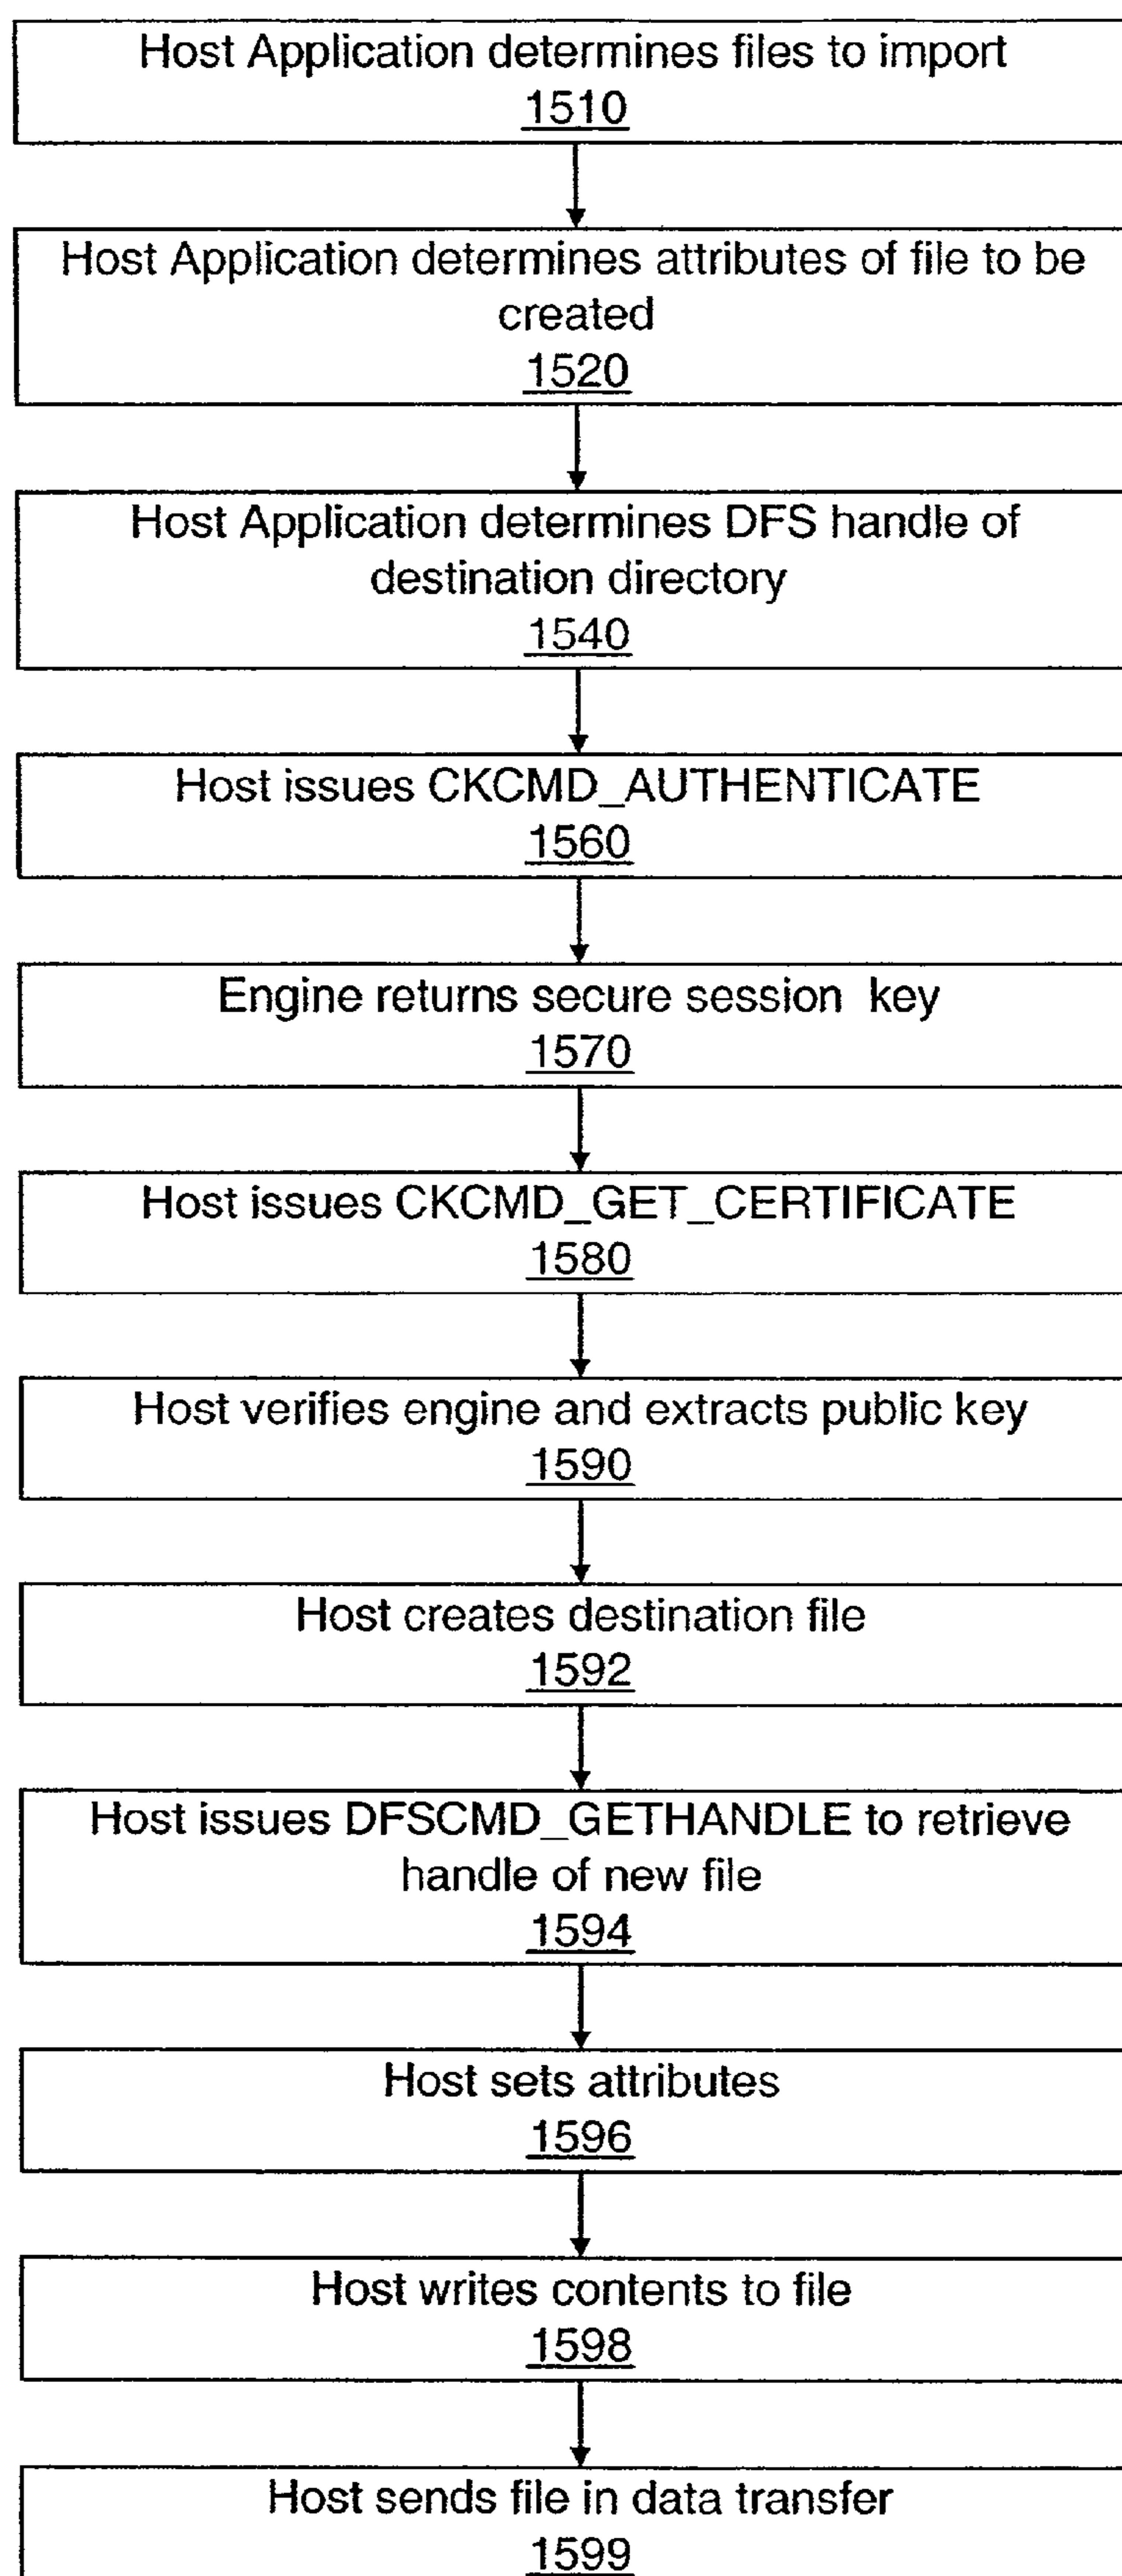 Host Application determines files to import
1510
Host Application determines attributes of file to be
created
1520
Host Application determines DFS handle of
destination directory
1540
Host issues CKCMD_AUTHENTICATE
1560
Engine returns secure session key
1570
Host issues CKCMD_GET_CERTIFICATE
1580
Host verifies engine and extracts public key
1590
Host creates destination file
1592
Host issues DFSCMD_GETHANDLE to retrieve
handle of new file
1594
Host sets attributes
1596
Host writes contents to file
1598
Host sends file in data transfer
1599